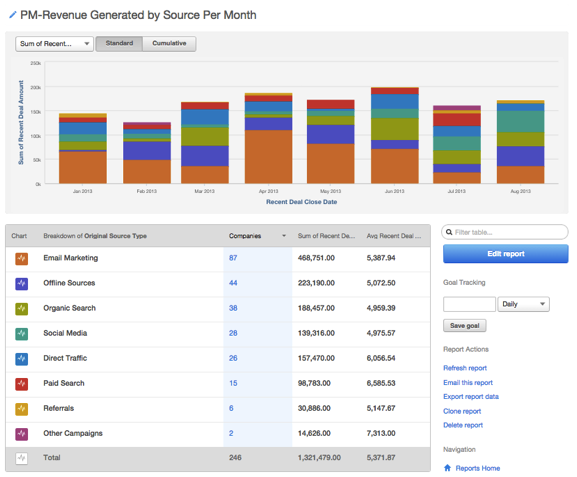 PM-Revenue Generated by Source Per Month
Sum of Recent... Standard Cumulative
250k
200k
150k
100k
50k
0k
Sum of Recent Deal Amount
Jan 2013 Feb 2013 Mar 2013 Apr 2013 May 2013 Jun 2013 Jul 2013 Aug 2013
Recent Deal Close Date
Chart Breakdown of Original Source Type Companies Sum of Recent De... Avg Recent Deal ...
Email Marketing 87 468,751.00 5,387.94
Offline Sources 44 223,190.00 5,072.50
Organic Search 38 188,457.00 4,959.39
Social Media 28 139,316.00 4,975.57
Direct Traffic 26 157,470.00 6,056.54
Paid Search 15 98,783.00 6,585.53
Referrals 6 30,886.00 5,147.67
Other Campaigns 2 14,626.00 7,313.00
Total 246 1,321,479.00 5,371.87
Filter table...
Edit report
Goal Tracking
Daily
Save goal
Report Actions
Refresh report
Email this report
Export report data
Clone report
Delete report
Navigation
Reports Home